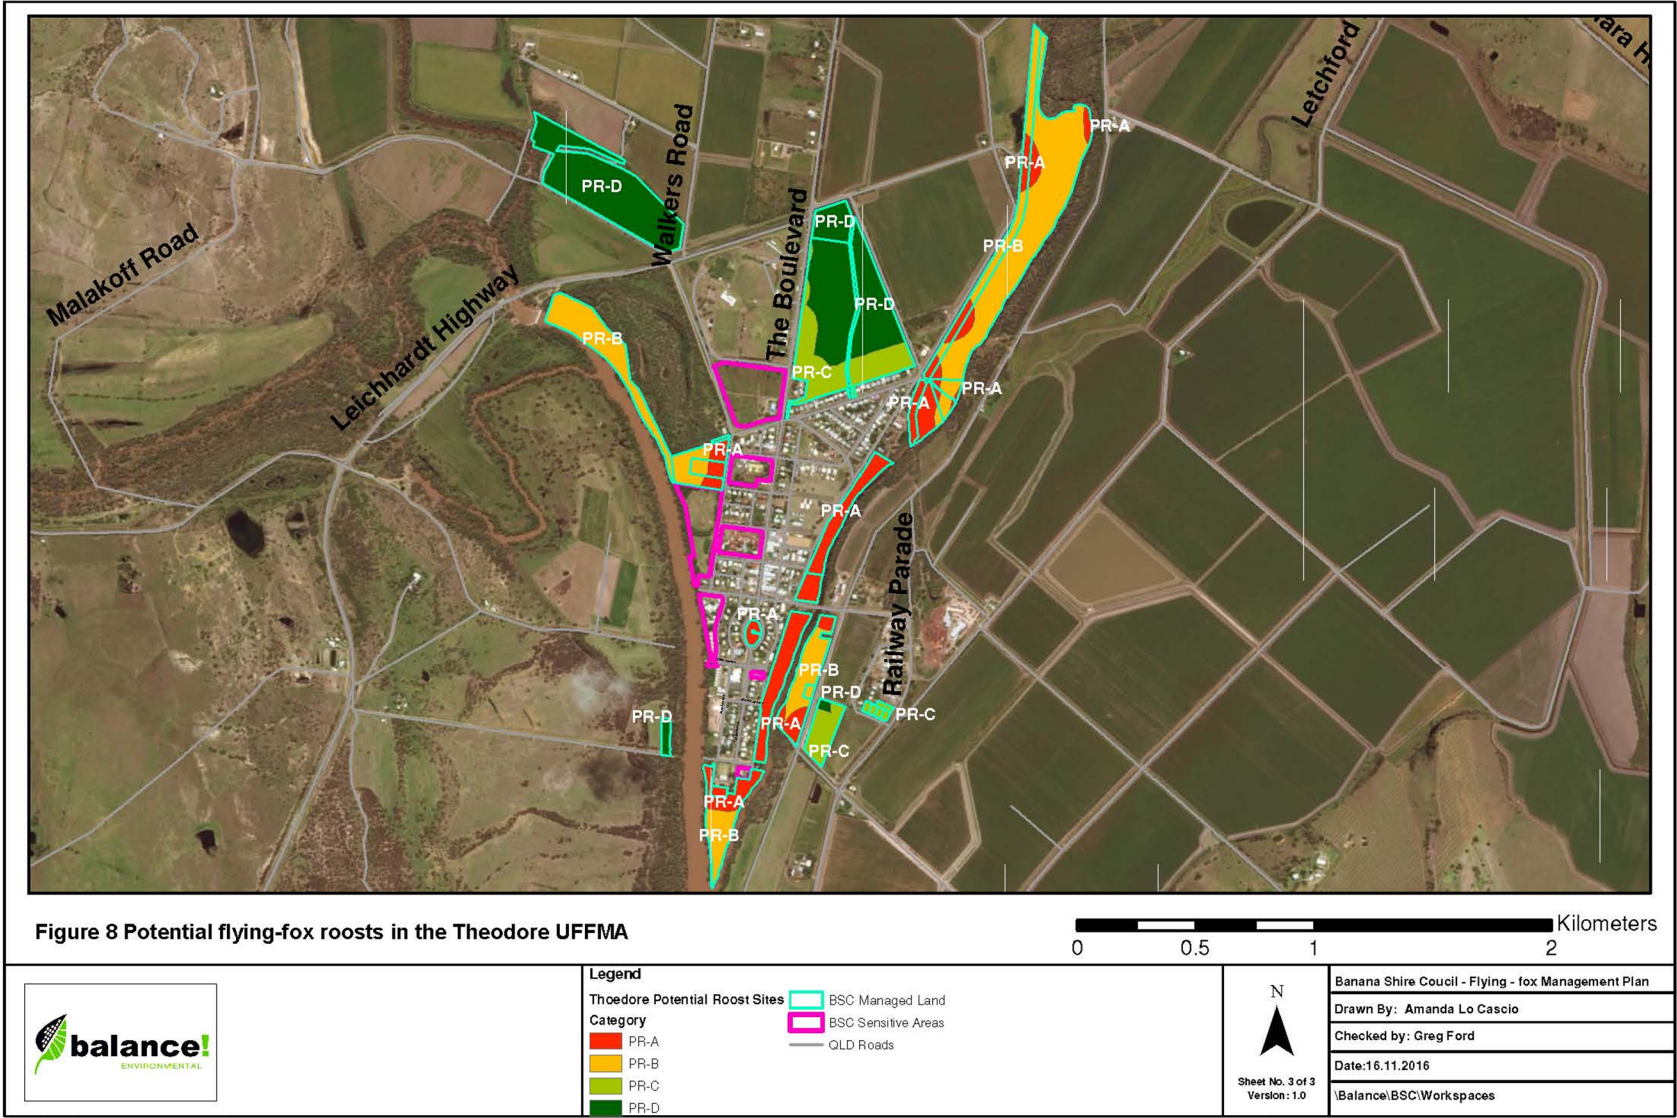 Letchford
PR-A
PR-A
Walkers Road
PR-D
The Boulevard
PR-D
Malakoff Road
PR-B
Leichhardt Highway
PR-D
PR-B
PR-C
PR-A
PR-A
PR-A
PR-A
Railway Parade
PR-A
PR-B
PR-D
PR-C
PR-D
PR-A
PR-C
PR-A
PR-B
Figure 8 Potential flying-fox roosts in the Theodore UFFMA
Kilometers
0 0.5 1 2
balance!
ENVIRONMENTAL
Legend
Thoedore Potential Roost Sites
Category
PR-A
PR-B
PR-C
PR-D
BSC Managed Land
BSC Sensitive Areas
QLD Roads
N
Sheet No. 3 of 3
Version: 1.0
Banana Shire Coucil - Flying - fox Management Plan
Drawn By: Amanda Lo Cascio
Checked by: Greg Ford
Date:16.11.2016
\Balance\BSC\Workspaces